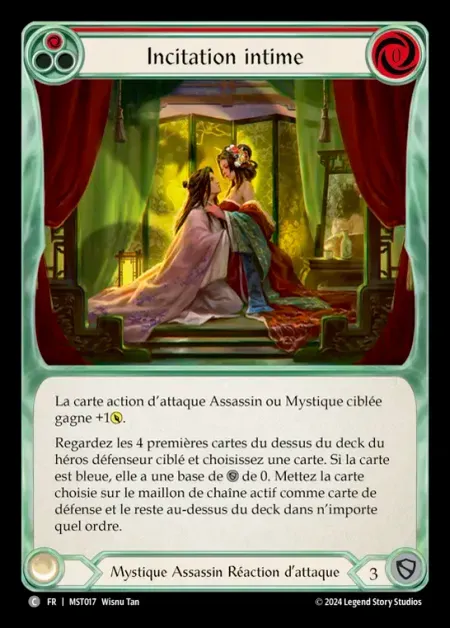 Incitation intime
0
La carte action d'attaque Assassin ou Mystique ciblée
gagne +1.
Regardez les 4 premières cartes du dessus du deck du
héros défenseur ciblé et choisissez une carte. Si la carte
est bleue, elle a une base de de 0. Mettez la carte
choisie sur le maillon de chaîne actif comme carte de
défense et le reste au-dessus du deck dans n'importe
quel ordre.
Mystique Assassin Réaction d'attaque
3
C FR | MST017 Wisnu Tan
© 2024 Legend Story Studios